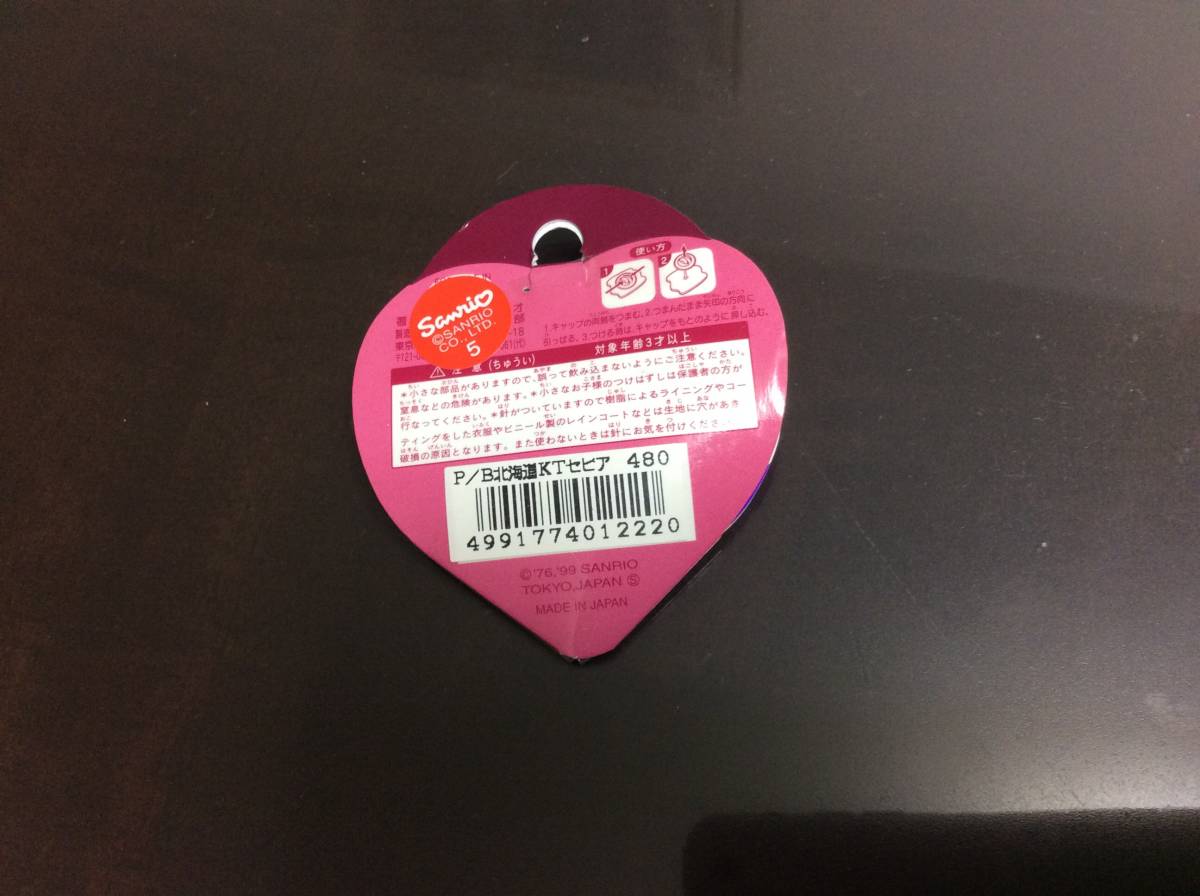 使い方
1 2
Sanrio
©SANRIO
CO., LTD.
5
1.キャップの両側をつまむ。2.つまんだまま矢印の方向に
引っぱる。3.つける時は、キャップをもとのように押し込む。
⚠注意(ちゅうい) 対象年齢3才以上
*小さな部品がありますので、誤って飲み込まないようにご注意ください。
窒息などの危険があります。*小さなお子様のつけはずしは保護者の方が
行なってください。*針がついていますので樹脂によるライニングやコー
ティングをした衣服やビニール製のレインコートなどは生地に穴があき
破損の原因となります。また使わないときは針にお気を付けください。
P/B北海道KTセピア 480
4991774012220
©'76,'99 SANRIO
TOKYO,JAPAN Ⓢ
MADE IN JAPAN